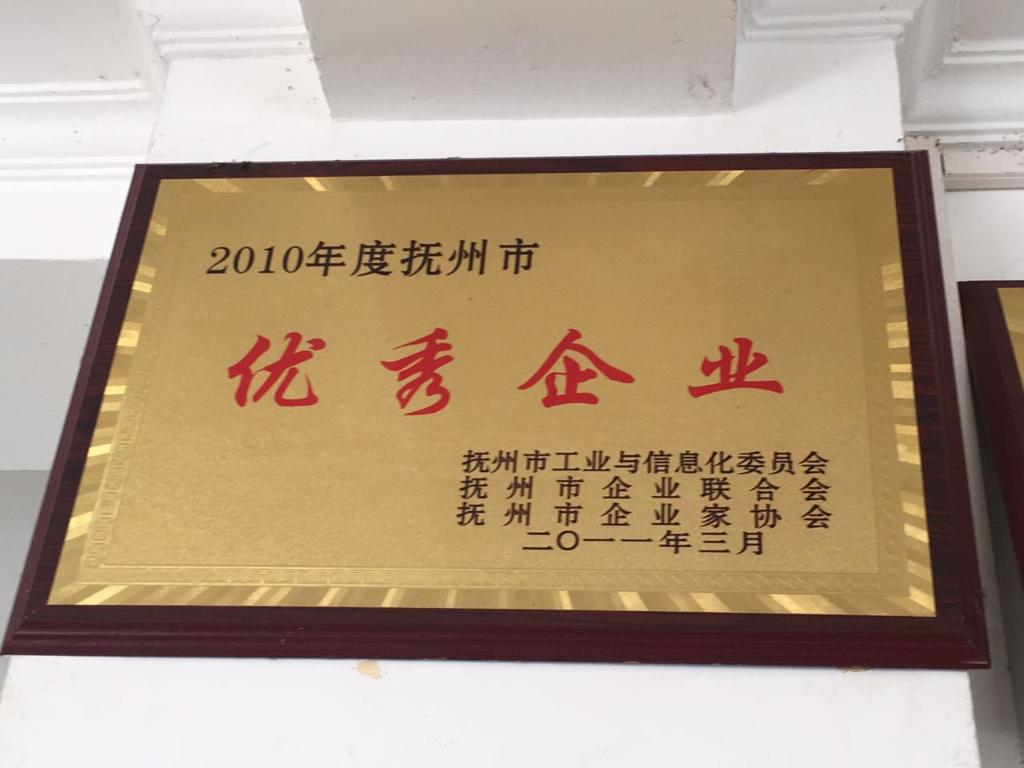 2010年度抚州市
优秀企业
抚州市工业与信息化委员会
抚州市企业联合会
抚州市企业家协会
二〇一一年三月